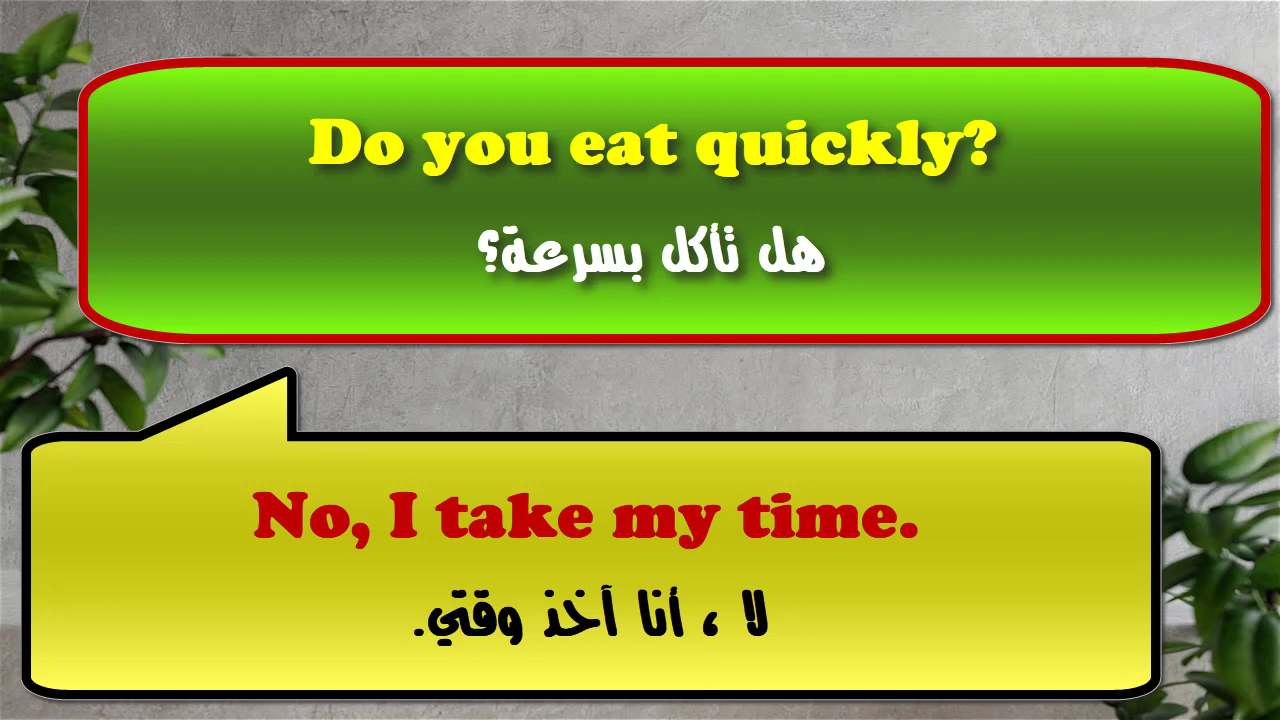 Do you eat quickly?
هل تأكل بسرعة؟
No, I take my time.
لا ، أنا آخذ وقتي.